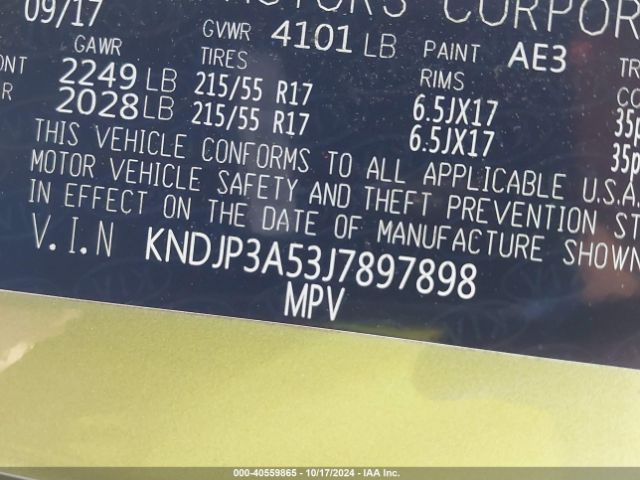 09/17 GVWR 4101 LB PAINT AE3
GAWR TIRES RIMS
2249 LB 215/55 R17 6.5JX17 35
2028 LB 215/55 R17 6.5JX17 35
THIS VEHICLE CONFORMS TO ALL APPLICABLE U.S.A
MOTOR VEHICLE SAFETY AND THEFT PREVENTION ST
IN EFFECT ON THE DATE OF MANUFACTURE SHOWN
V.I.N KNDJP3A53J7897898
MPV
000-40559865 - 10/17/2024 - IAA Inc.